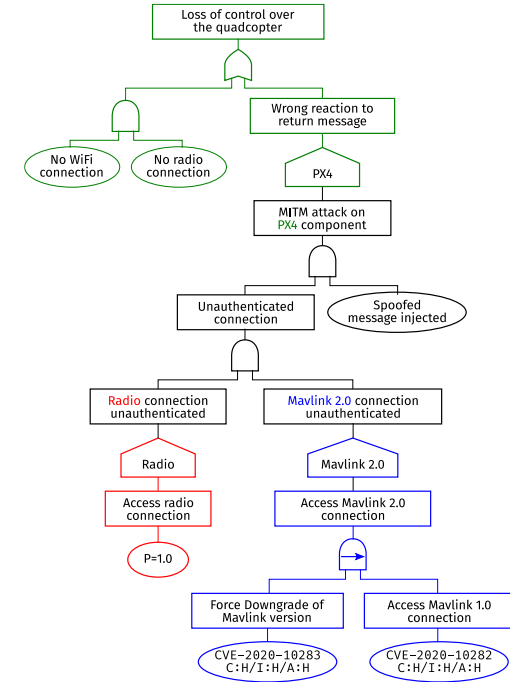 Loss of control over
the quadcopter
Wrong reaction to
return message
No WiFi
connection
No radio
connection
PX4
MITM attack on
PX4 component
Unauthenticated
connection
Spoofed
message injected
Radio connection
unauthenticated
Mavlink 2.0 connection
unauthenticated
Radio
Mavlink 2.0
Access radio
connection
Access Mavlink 2.0
connection
P=1.0
Force Downgrade of
Mavlink version
Access Mavlink 1.0
connection
CVE-2020-10283
C:H/I:H/A:H
CVE-2020-10282
C:H/I:H/A:H